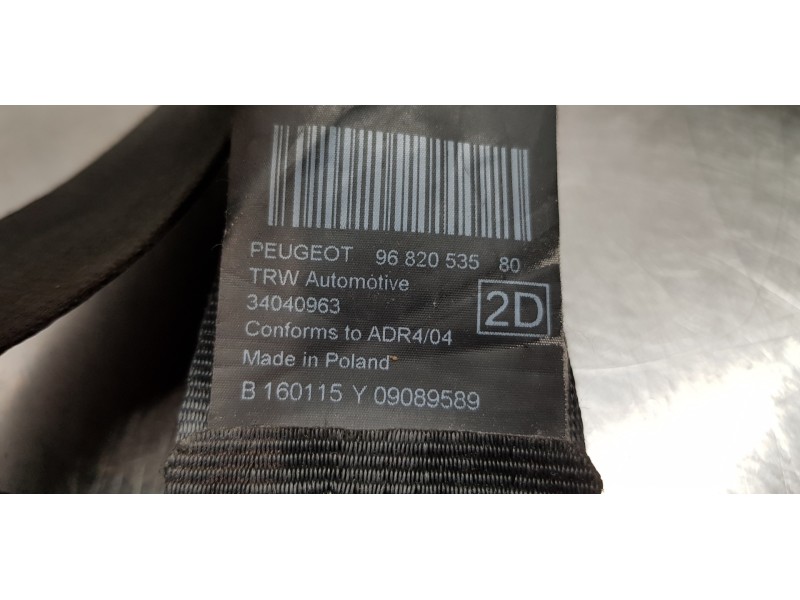 PEUGEOT 96 820 535 80
TRW Automotive
34040963
2D
Conforms to ADR4/04
Made in Poland
B 160115 Y 09089589